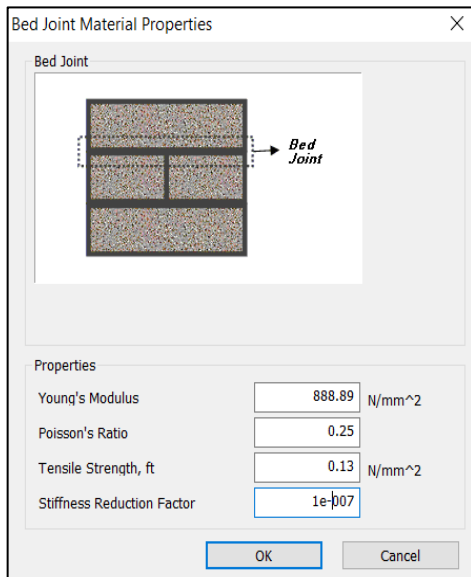 Bed Joint Material Properties
Bed Joint
Bed
Joint
Properties
Young's Modulus 888.89 N/mm^2
Poisson's Ratio 0.25
Tensile Strength, ft 0.13 N/mm^2
Stiffness Reduction Factor 1e-007
OK Cancel